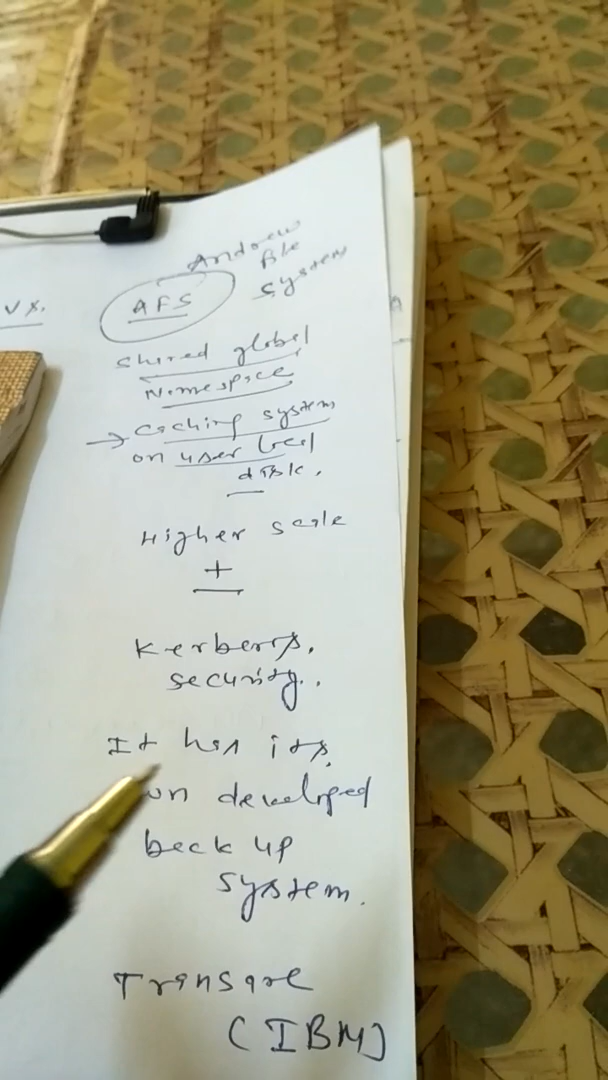 Andrew
file
system
VX.
AFS
shared global
Namespace
→ caching system
on user local
disk.
Higher scale
+
Kerberos.
security.
It has its
own developed
back up
system.
Transarc
(IBM)